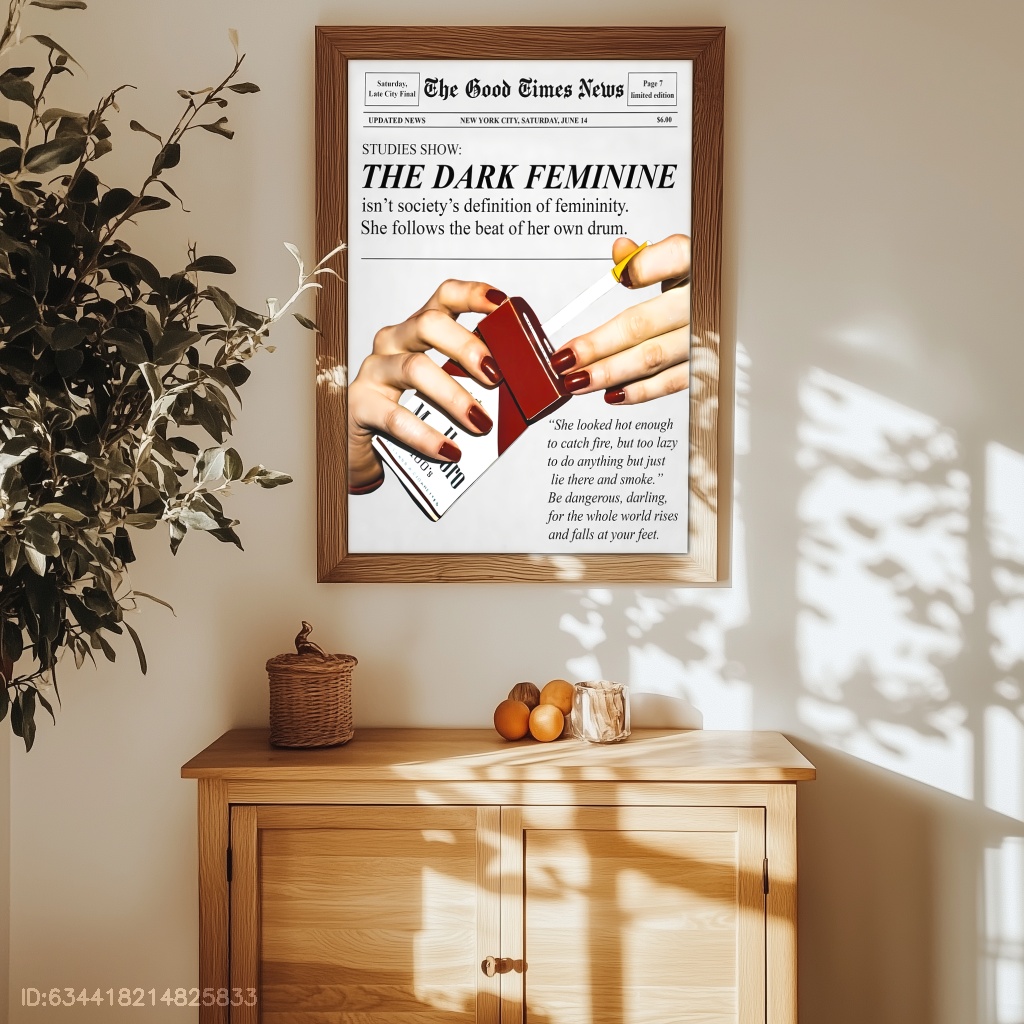 Saturday,
Late City Final
The Good Times News
Page 7
limited edition
UPDATED NEWS
NEW YORK CITY, SATURDAY, JUNE 14
$6.00
STUDIES SHOW:
THE DARK FEMININE
isn't society's definition of femininity.
She follows the beat of her own drum.
100's
"She looked hot enough
to catch fire, but too lazy
to do anything but just
lie there and smoke."
Be dangerous, darling,
for the whole world rises
and falls at your feet.
ID:634418214825833